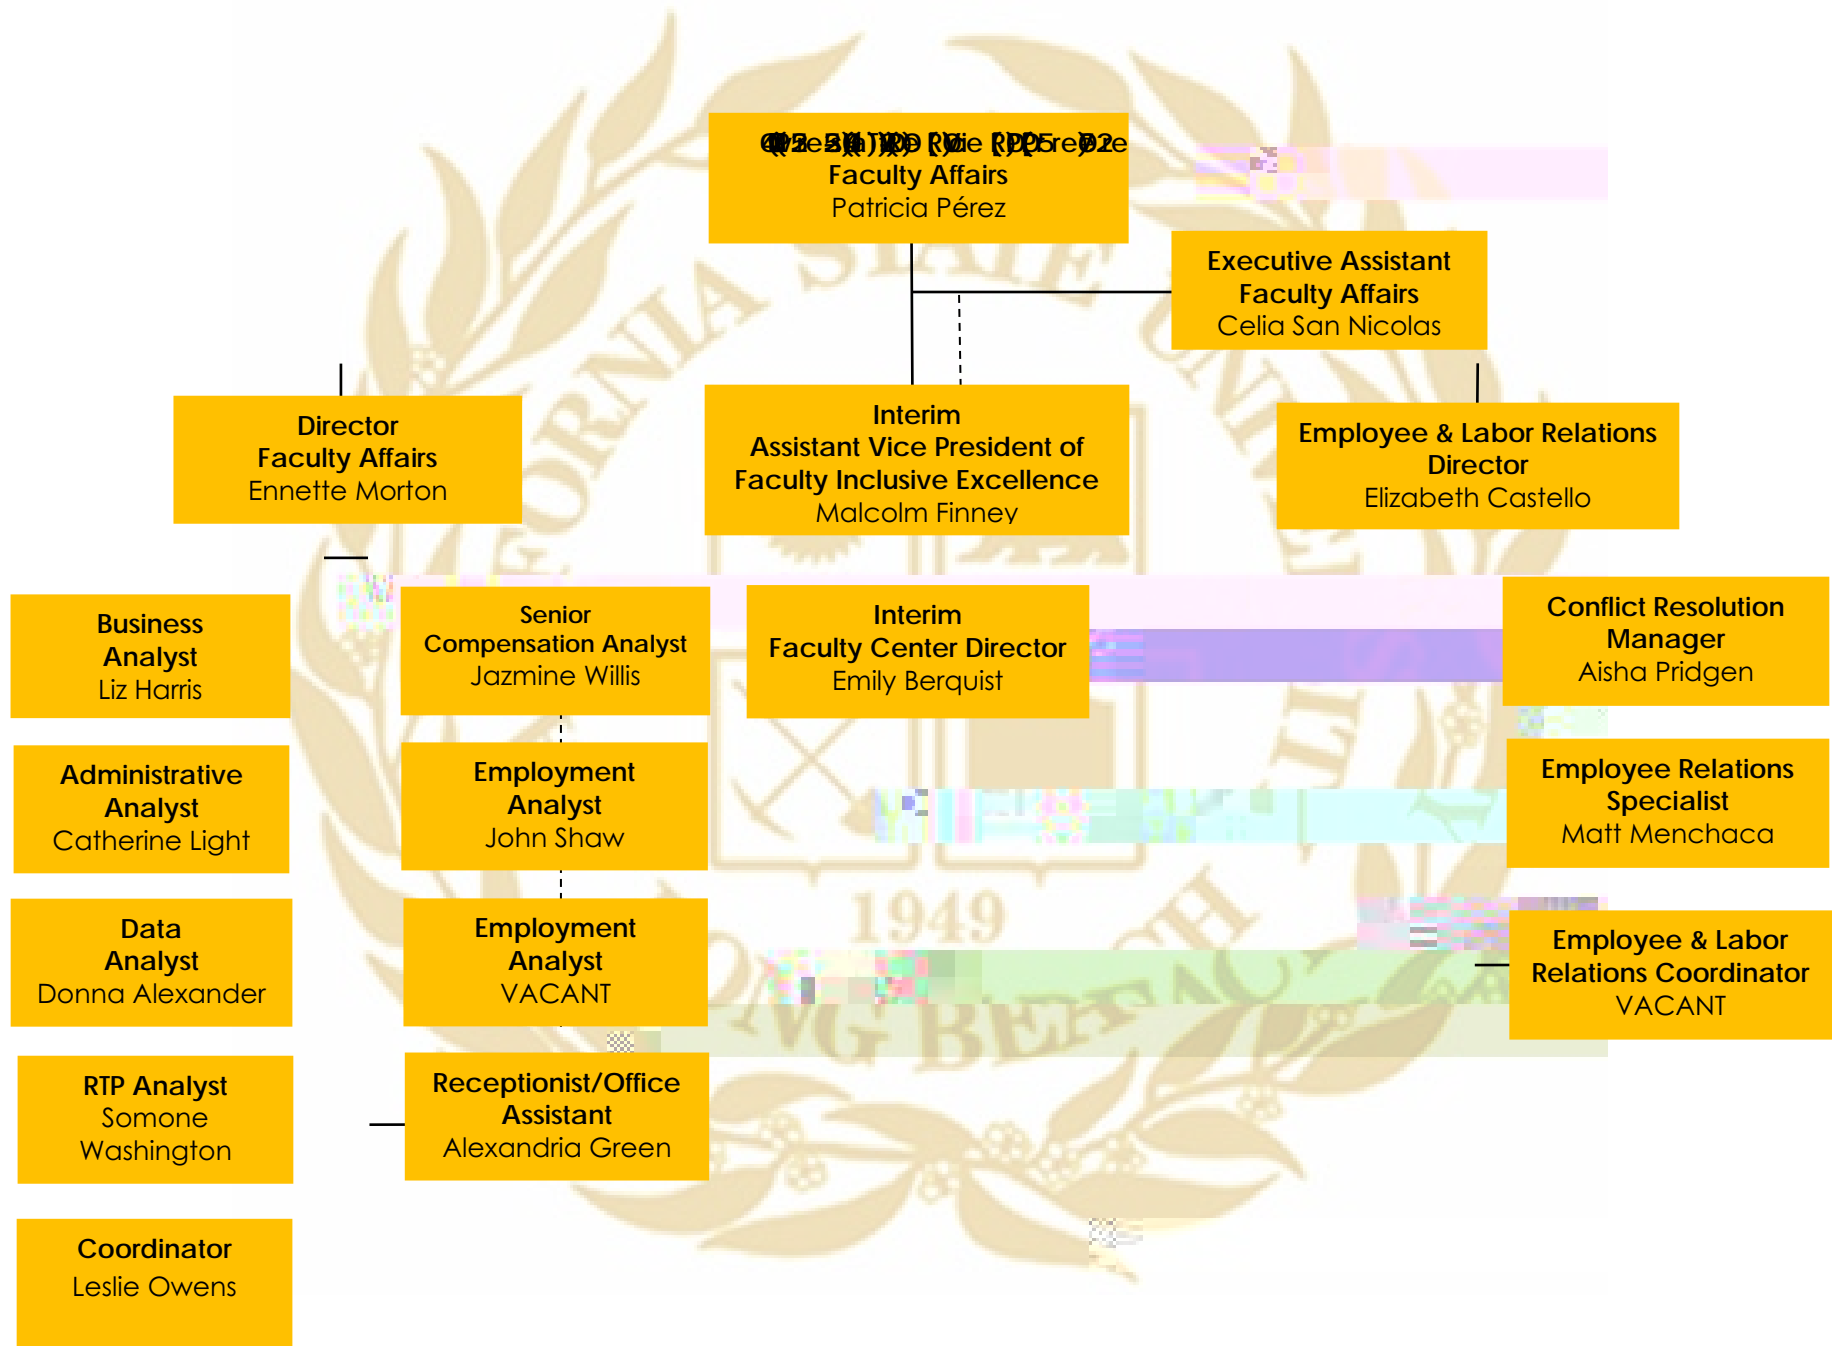 Faculty Affairs
Patricia Pérez
Executive Assistant
Faculty Affairs
Celia San Nicolas
Director
Faculty Affairs
Ennette Morton
Interim
Assistant Vice President of
Faculty Inclusive Excellence
Malcolm Finney
Employee & Labor Relations
Director
Elizabeth Castello
Business
Analyst
Liz Harris
Senior
Compensation Analyst
Jazmine Willis
Interim
Faculty Center Director
Emily Berquist
Conflict Resolution
Manager
Aisha Pridgen
Administrative
Analyst
Catherine Light
Employment
Analyst
John Shaw
Employee Relations
Specialist
Matt Menchaca
Data
Analyst
Donna Alexander
Employment
Analyst
VACANT
Employee & Labor
Relations Coordinator
VACANT
RTP Analyst
Somone
Washington
Receptionist/Office
Assistant
Alexandria Green
Coordinator
Leslie Owens
1949